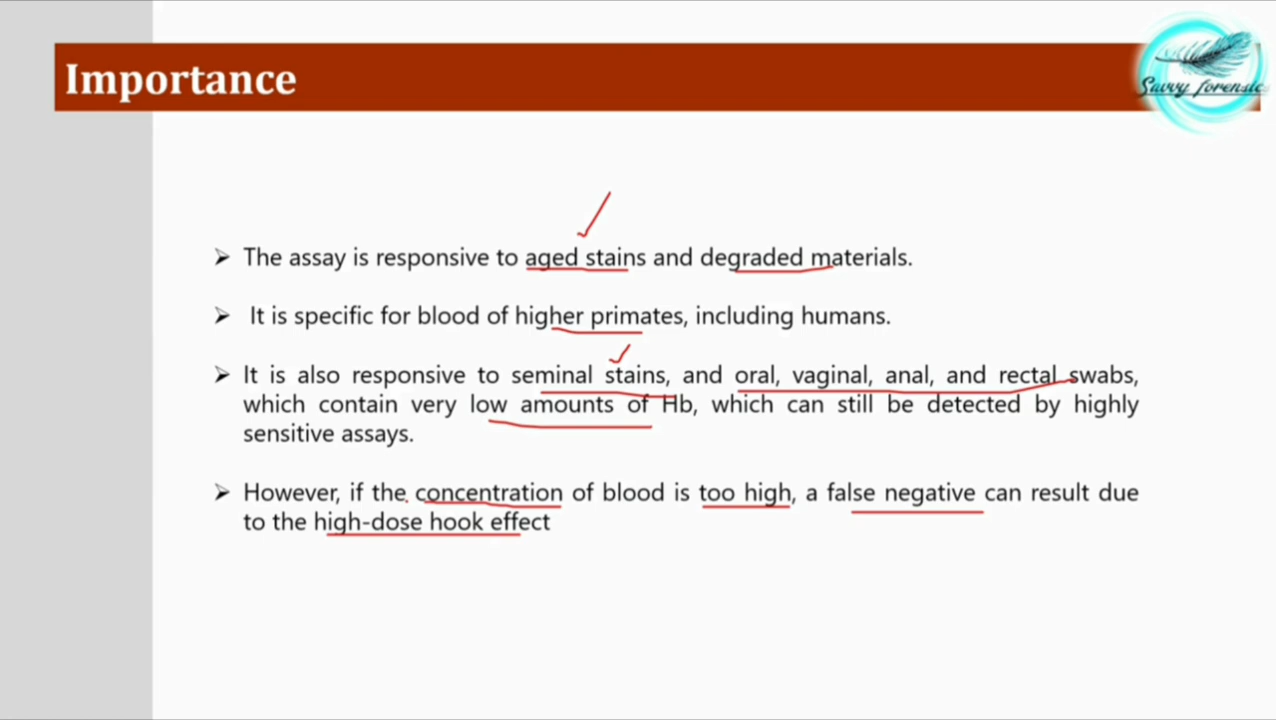 Importance
Savvy forensic
➢ The assay is responsive to aged stains and degraded materials.
➢ It is specific for blood of higher primates, including humans.
➢ It is also responsive to seminal stains, and oral, vaginal, anal, and rectal swabs,
which contain very low amounts of Hb, which can still be detected by highly
sensitive assays.
➢ However, if the concentration of blood is too high, a false negative can result due
to the high-dose hook effect